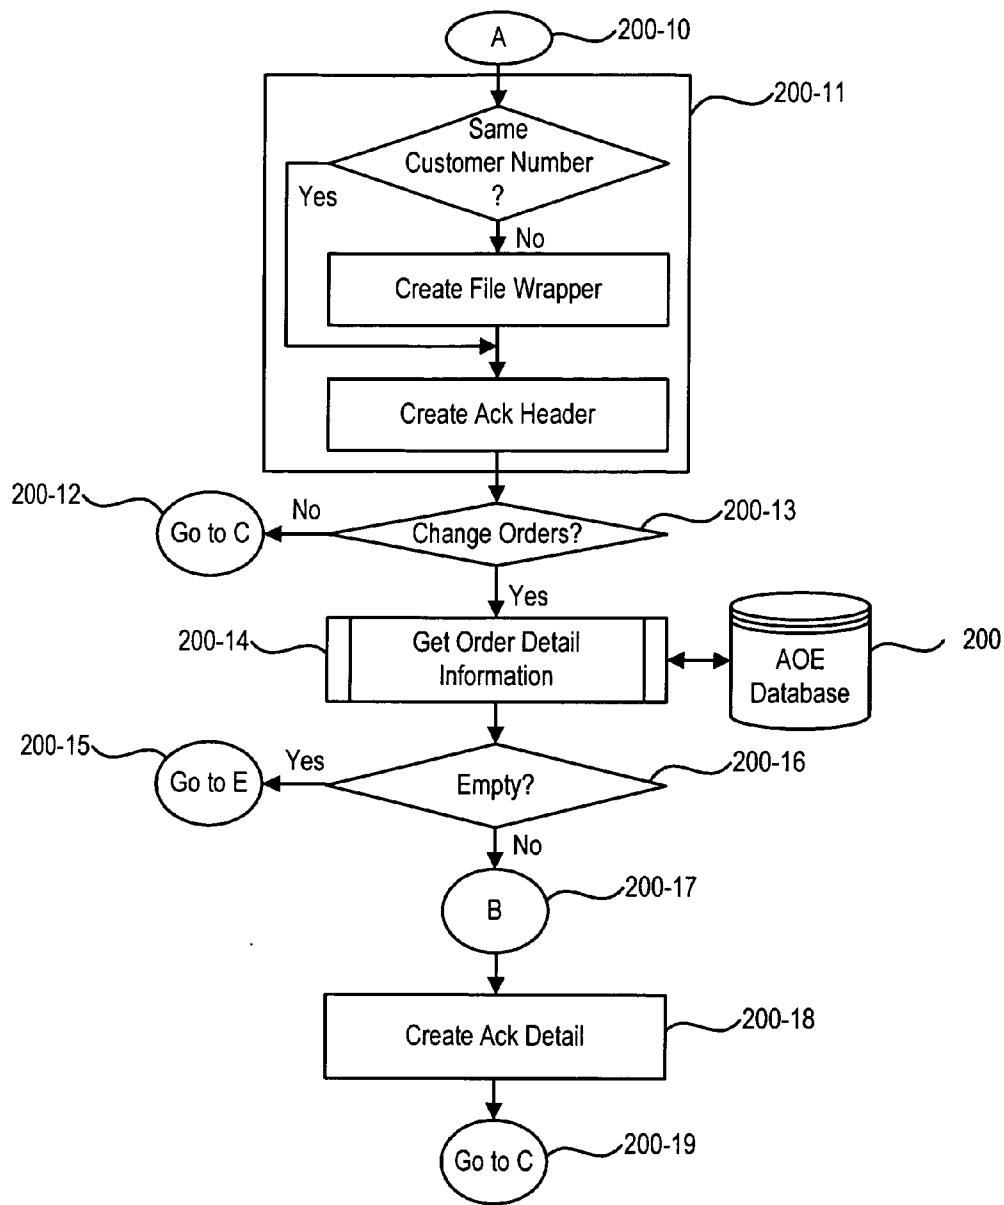 A
200-10
200-11
Same
Customer Number
?
Yes
No
Create File Wrapper
Create Ack Header
200-12
Go to C
No
Change Orders?
200-13
Yes
200-14
Get Order Detail
Information
AOE
Database
200
200-15
Go to E
Yes
Empty?
200-16
No
B
200-17
Create Ack Detail
200-18
Go to C
200-19